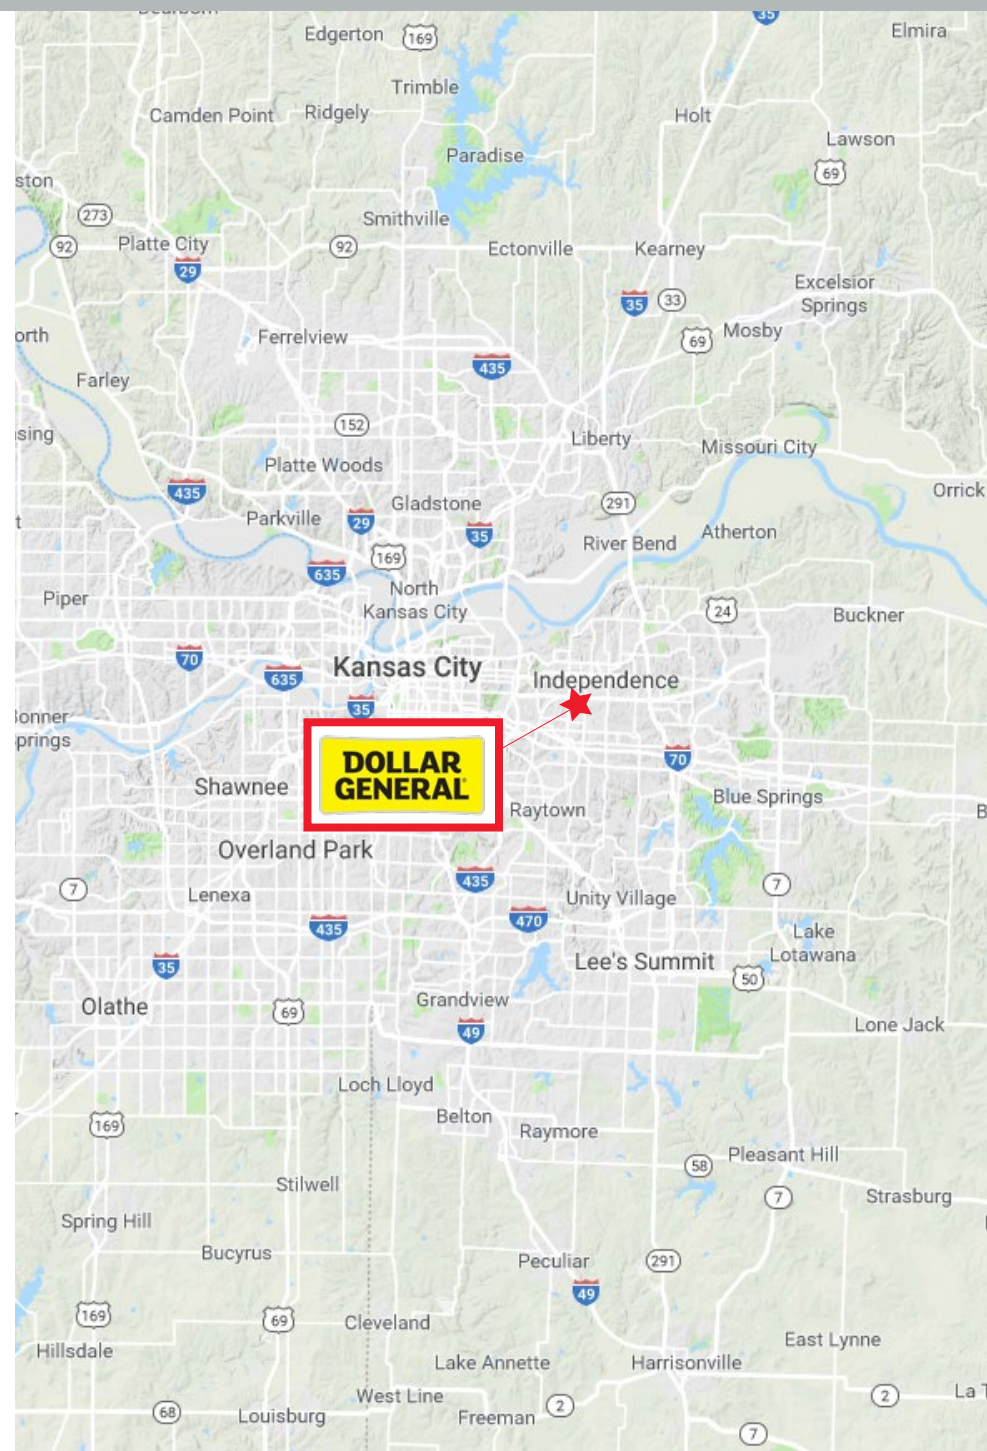 35
Edgerton
169
Elmira
Trimble
Camden Point
Ridgely
Holt
Lawson
Paradise
69
ston
273
Smithville
92
Platte City
92
Ectonville
Kearney
29
Excelsior
Springs
35
33
Mosby
69
orth
Ferrelview
435
Farley
152
sing
Liberty
Missouri City
Platte Woods
435
Orrick
Gladstone
291
Parkville
29
35
t
Atherton
River Bend
169
635
North
Kansas City
Piper
24
Buckner
70
Kansas City
635
Independence
35
Bonner
Springs
DOLLAR
GENERAL
70
Shawnee
Blue Springs
Raytown
B
Overland Park
435
7
Lenexa
7
Unity Village
435
470
Lake
Lotawana
35
Lee's Summit
50
Olathe
69
Grandview
49
Lone Jack
Loch Lloyd
169
Belton
Raymore
58
Pleasant Hill
Stilwell
7
Strasburg
Spring Hill
Bucyrus
Peculiar
291
49
169
69
Cleveland
Hillsdale
East Lynne
Lake Annette
Harrisonville
West Line
2
2
La T
68
Louisburg
Freeman
7